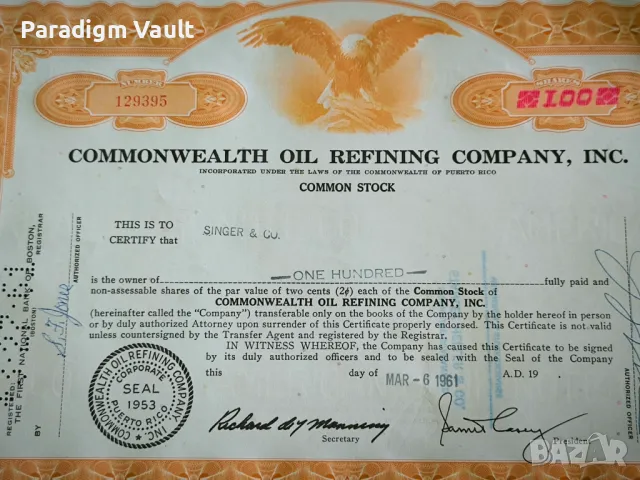 Paradigm Vault
NUMBER
129395
SHARES
100
COMMONWEALTH OIL REFINING COMPANY, INC.
INCORPORATED UNDER THE LAWS OF THE COMMONWEALTH OF PUERTO RICO
COMMON STOCK
THIS IS TO
CERTIFY that
SINGER & CO.
is the owner of
ONE HUNDRED
fully paid and
non-assessable shares of the par value of two cents (2¢) each of the Common Stock of
COMMONWEALTH OIL REFINING COMPANY, INC.
(hereinafter called the "Company") transferable only on the books of the Company by the holder hereof in person
or by duly authorized Attorney upon surrender of this Certificate properly endorsed. This Certificate is not valid
unless countersigned by the Transfer Agent and registered by the Registrar.
IN WITNESS WHEREOF, the Company has caused this Certificate to be signed
by its duly authorized officers and to be sealed with the Seal of the Company
this day of MAR - 6 1961 A.D. 19
COMMONWEALTH OIL REFINING COMPANY, INC.
CORPORATE
SEAL
1953
PUERTO RICO
Secretary
President
REGISTERED:
THE FIRST NATIONAL BANK OF BOSTON,
(BOSTON)
REGISTRAR
BY
AUTHORIZED OFFICER
AUTHORIZED OFFICER
BAZAR